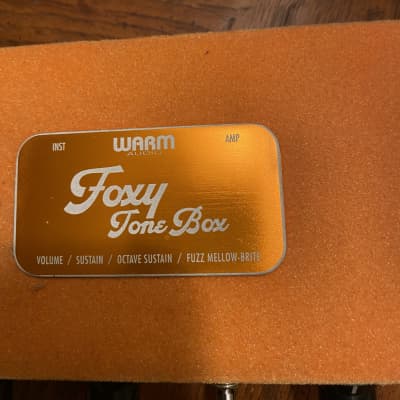 INST WARM AMP
AUDIO
Foxy
Tone Box
VOLUME / SUSTAIN / OCTAVE SUSTAIN / FUZZ MELLOW-BRITE